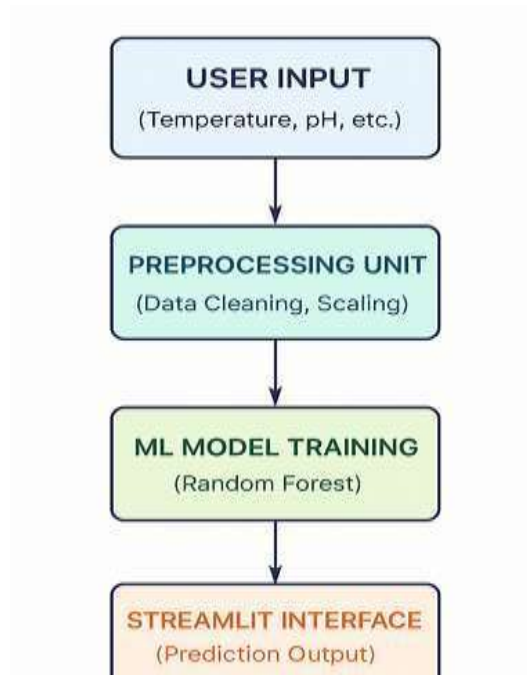 USER INPUT
(Temperature, pH, etc.)
PREPROCESSING UNIT
(Data Cleaning, Scaling)
ML MODEL TRAINING
(Random Forest)
STREAMLIT INTERFACE
(Prediction Output)